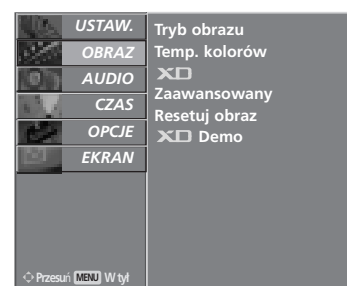 USTAW.
OBRAZ
AUDIO
CZAS
OPCJE
EKRAN
Tryb obrazu
Temp. kolorów
XD
Zaawansowany
Resetuj obraz
XD Demo
Przesuń MENU W tył